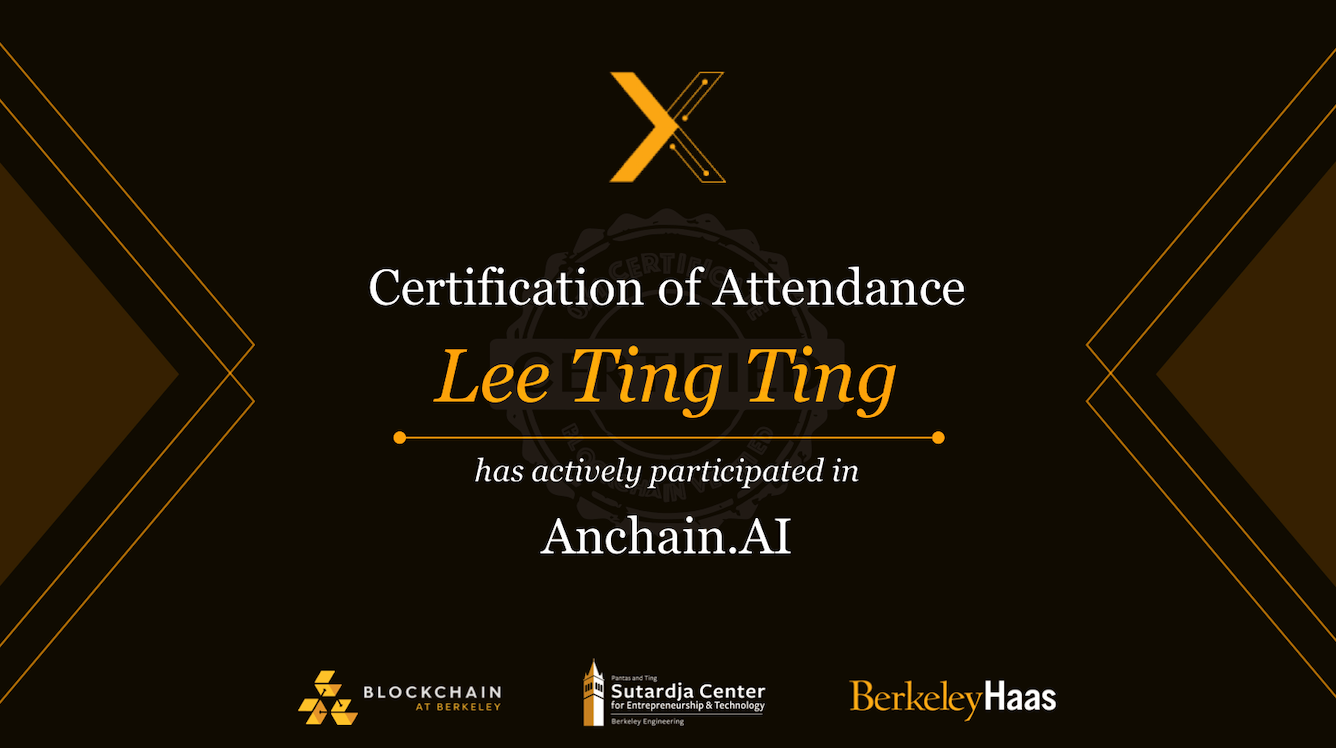 Certification of Attendance
Lee Ting Ting
has actively participated in
Anchain.AI
CERTIFIED
BLOCKCHAIN
AT BERKELEY
Pantas and Ting
Sutardja Center
for Entrepreneurship & Technology
Berkeley Engineering
BerkeleyHaas